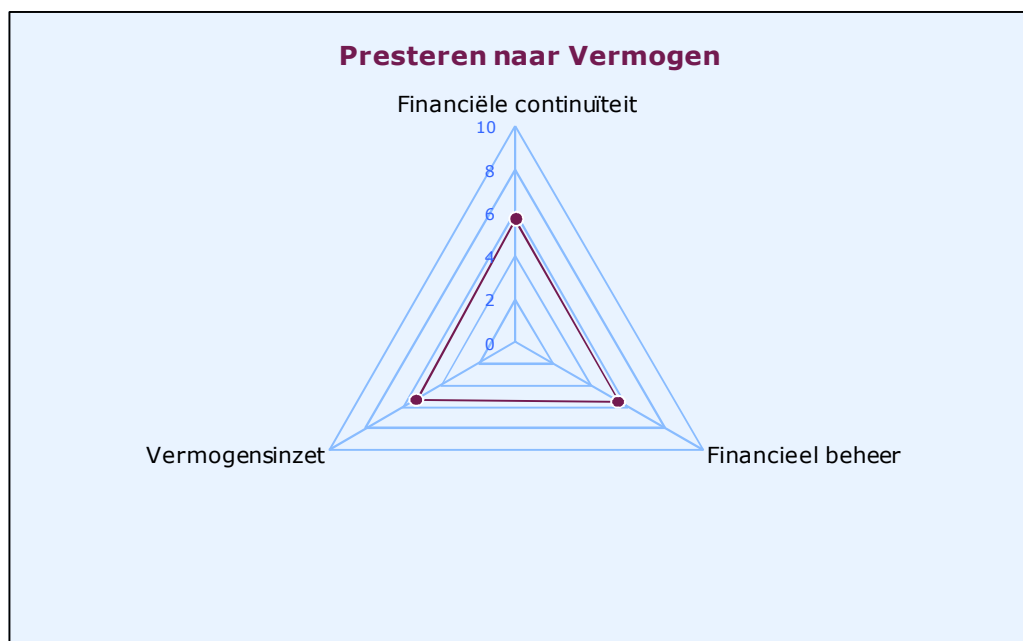 Presteren naar Vermogen
Financiële continuïteit
10
8
6
4
2
0
Vermogensinzet
Financieel beheer